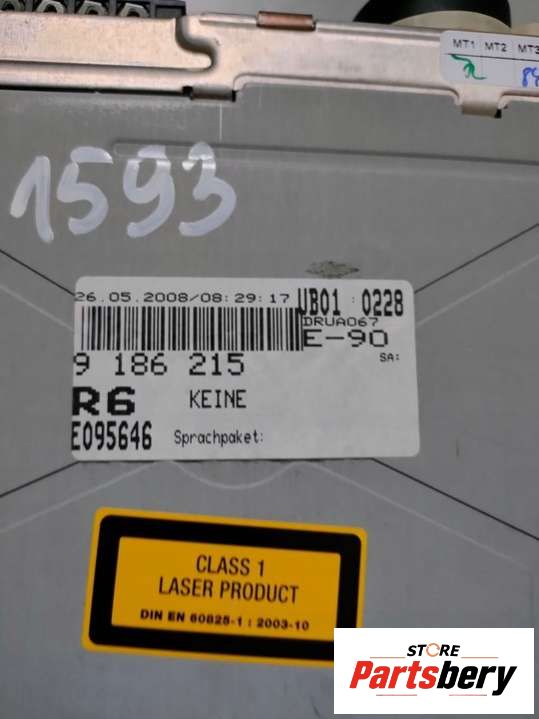 MT1 MT2 MT3
1593
26.05.2008/08:29:17 UB01 0228
DRUA067
E-90
9 186 215 SA:
R6 KEINE
E095646 Sprachpaket:
CLASS 1
LASER PRODUCT
DIN EN 60825-1 : 2003-10
STORE
Partsbery